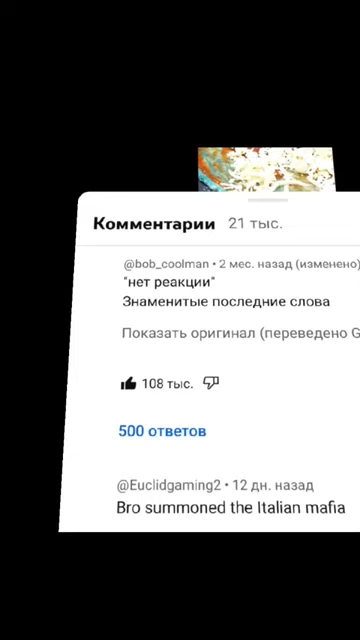 Комментарии 21 тыс.
@bob_coolman • 2 мес. назад (изменено)
"нет реакции"
Знаменитые последние слова
Показать оригинал (переведено G
108 тыс.
500 ответов
@Euclidgaming2 • 12 дн. назад
Bro summoned the Italian mafia